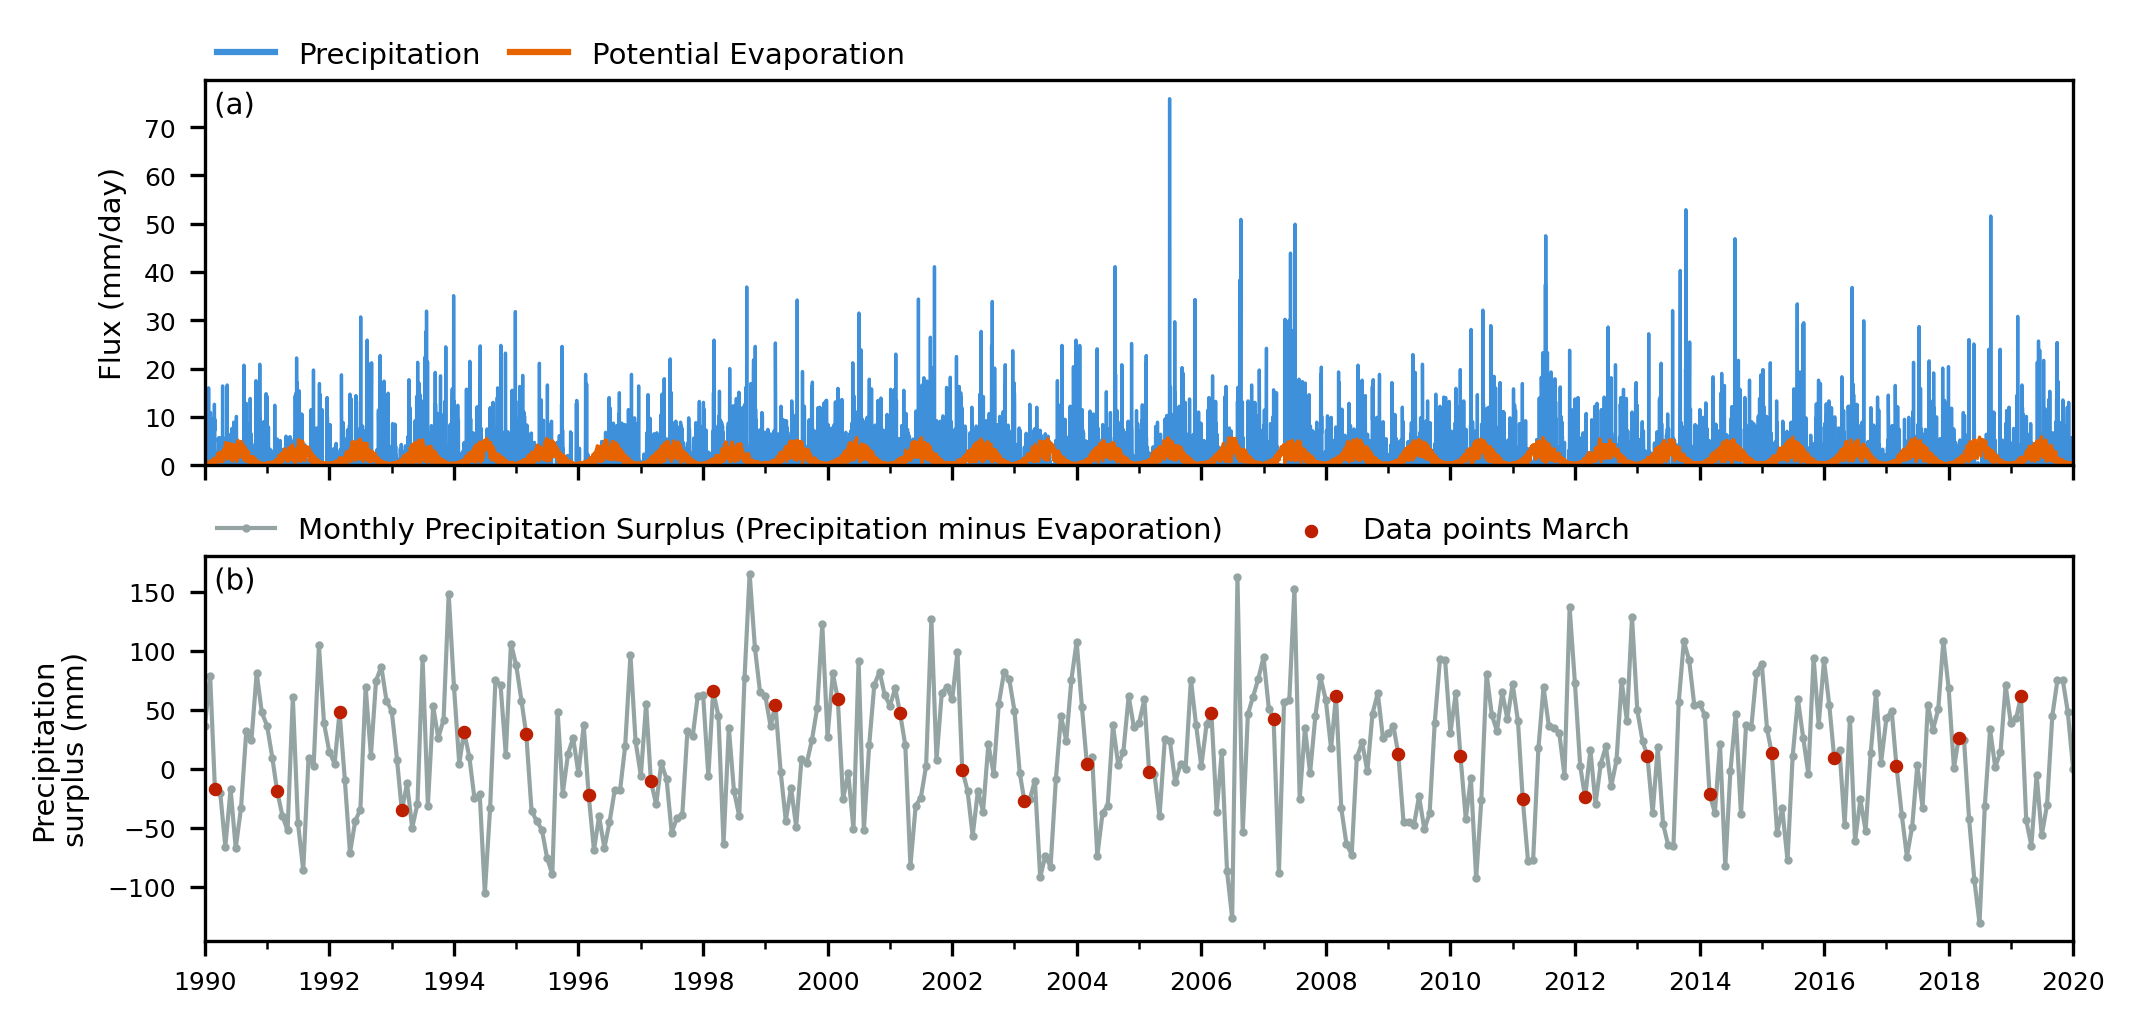 Precipitation Potential Evaporation
(a)
70
60
50
40
30
20
10
0
Flux (mm/day)
Monthly Precipitation Surplus (Precipitation minus Evaporation) Data points March
(b)
150
100
50
0
−50
−100
Precipitation
surplus (mm)
1990 1992 1994 1996 1998 2000 2002 2004 2006 2008 2010 2012 2014 2016 2018 2020